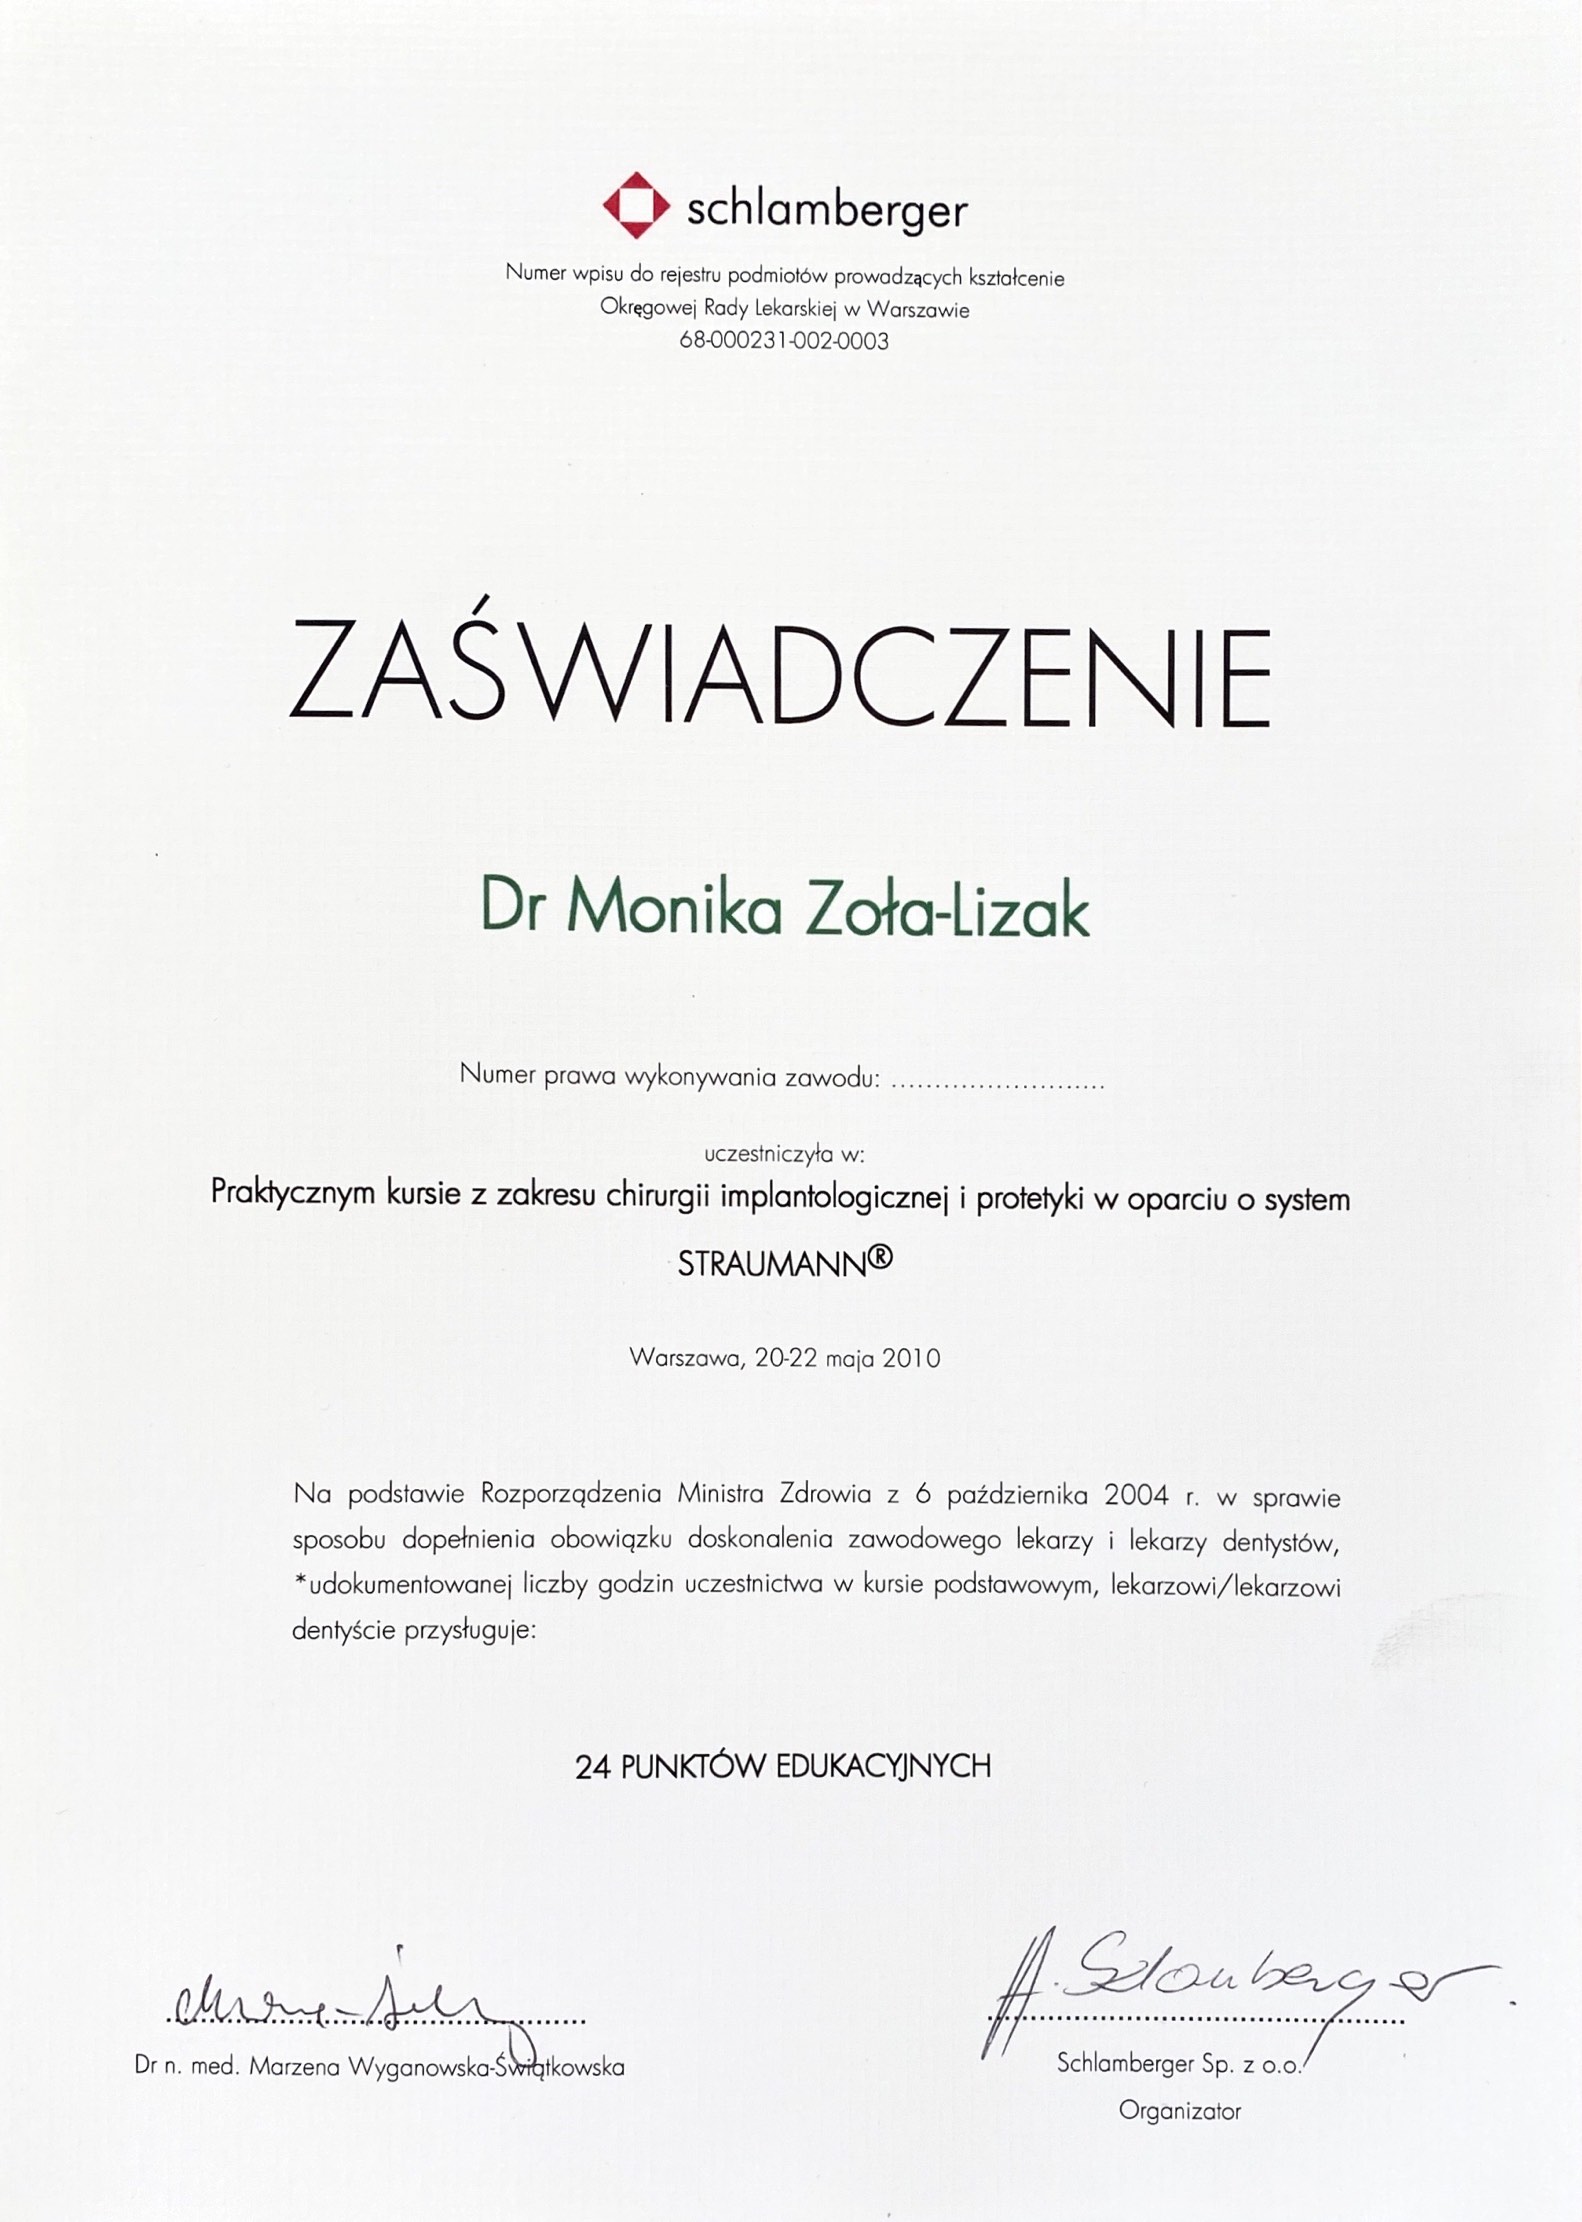 schlamberger
Numer wpisu do rejestru podmiotów prowadzących kształcenie
Okręgowej Rady Lekarskiej w Warszawie
68-000231-002-0003
ZAŚWIADCZENIE
Dr Monika Zoła-Lizak
Numer prawa wykonywania zawodu: .........................
uczestniczyła w:
Praktycznym kursie z zakresu chirurgii implantologicznej i protetyki w oparciu o system
STRAUMANN®
Warszawa, 20-22 maja 2010
Na podstawie Rozporządzenia Ministra Zdrowia z 6 października 2004 r. w sprawie
sposobu dopełnienia obowiązku doskonalenia zawodowego lekarzy i lekarzy dentystów,
*udokumentowanej liczby godzin uczestnictwa w kursie podstawowym, lekarzowi/lekarzowi
dentyście przysługuje:
24 PUNKTÓW EDUKACYJNYCH
Dr n. med. Marzena Wyganowska-Świątkowska
Schlamberger Sp. z o.o.
Organizator